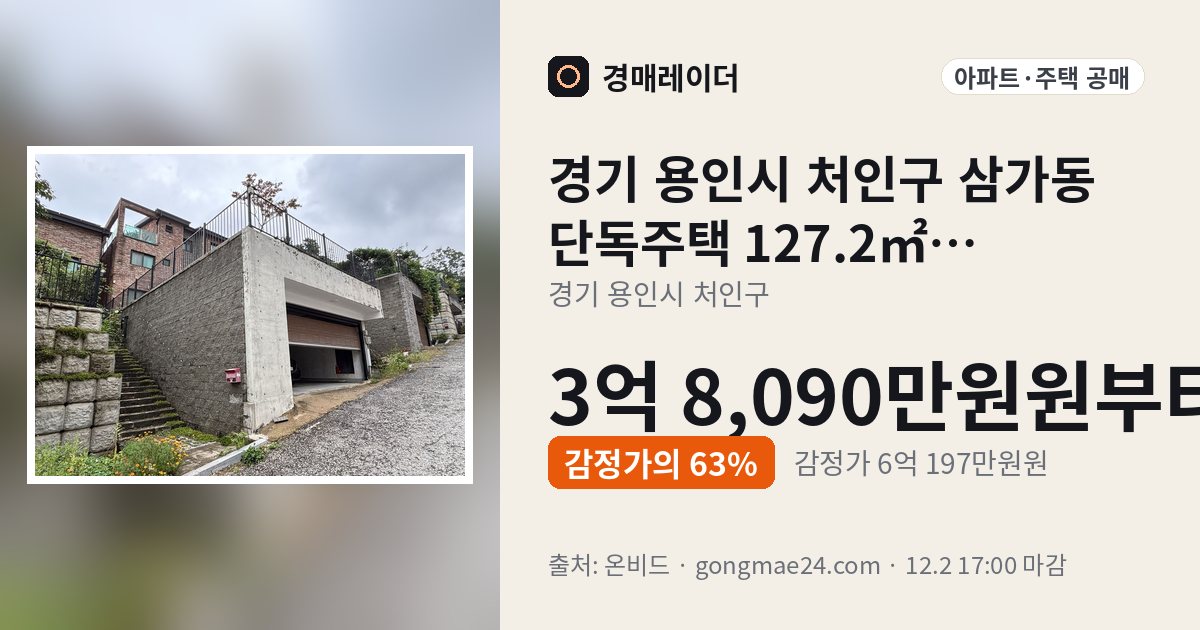 경매레이더
아파트·주택 공매
경기 용인시 처인구 삼가동
단독주택 127.2㎡…
경기 용인시 처인구
3억 8,090만원원부터
감정가의 63%
감정가 6억 197만원원
출처: 온비드 · gongmae24.com · 12.2 17:00 마감